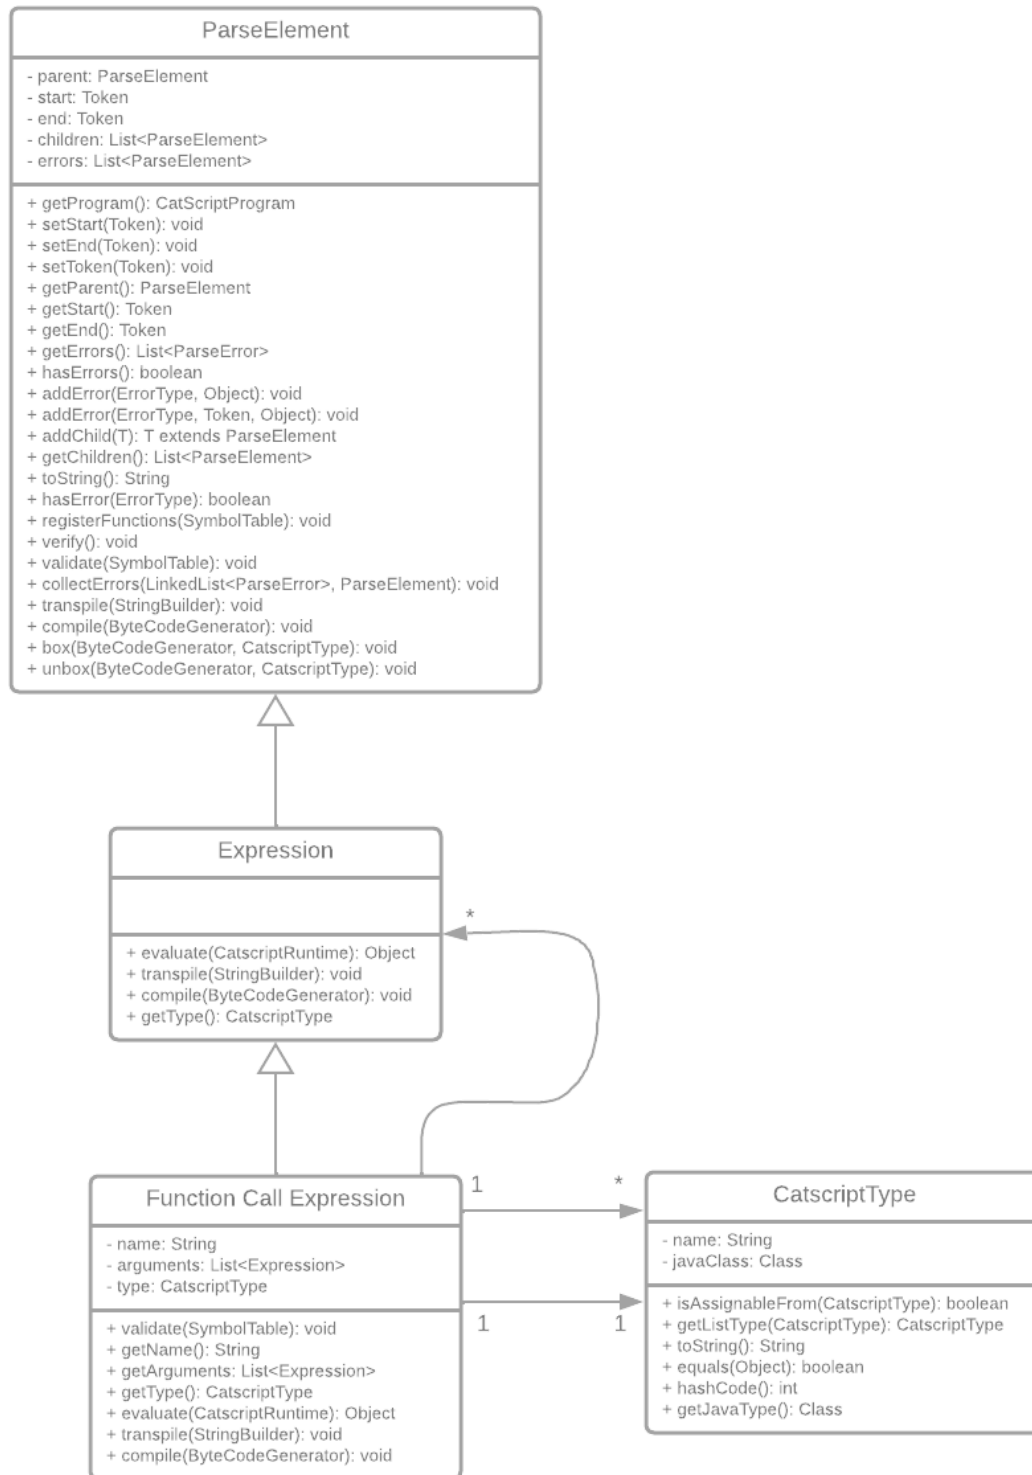 ParseElement
- parent: ParseElement
- start: Token
- end: Token
- children: List<ParseElement>
- errors: List<ParseElement>
+ getProgram(): CatScriptProgram
+ setStart(Token): void
+ setEnd(Token): void
+ setToken(Token): void
+ getParent(): ParseElement
+ getStart(): Token
+ getEnd(): Token
+ getErrors(): List<ParseError>
+ hasErrors(): boolean
+ addError(ErrorType, Object): void
+ addError(ErrorType, Token, Object): void
+ addChild(T): T extends ParseElement
+ getChildren(): List<ParseElement>
+ toString(): String
+ hasError(ErrorType): boolean
+ registerFunctions(SymbolTable): void
+ verify(): void
+ validate(SymbolTable): void
+ collectErrors(LinkedList<ParseError>, ParseElement): void
+ transpile(StringBuilder): void
+ compile(ByteCodeGenerator): void
+ box(ByteCodeGenerator, CatscriptType): void
+ unbox(ByteCodeGenerator, CatscriptType): void
Expression
*
+ evaluate(CatscriptRuntime): Object
+ transpile(StringBuilder): void
+ compile(ByteCodeGenerator): void
+ getType(): CatscriptType
Function Call Expression
- name: String
- arguments: List<Expression>
- type: CatscriptType
+ validate(SymbolTable): void
+ getName(): String
+ getArguments: List<Expression>
+ getType(): CatscriptType
+ evaluate(CatscriptRuntime): Object
+ transpile(StringBuilder): void
+ compile(ByteCodeGenerator): void
1 *
1 1
CatscriptType
- name: String
- javaClass: Class
+ isAssignableFrom(CatscriptType): boolean
+ getListType(CatscriptType): CatscriptType
+ toString(): String
+ equals(Object): boolean
+ hashCode(): int
+ getJavaType(): Class